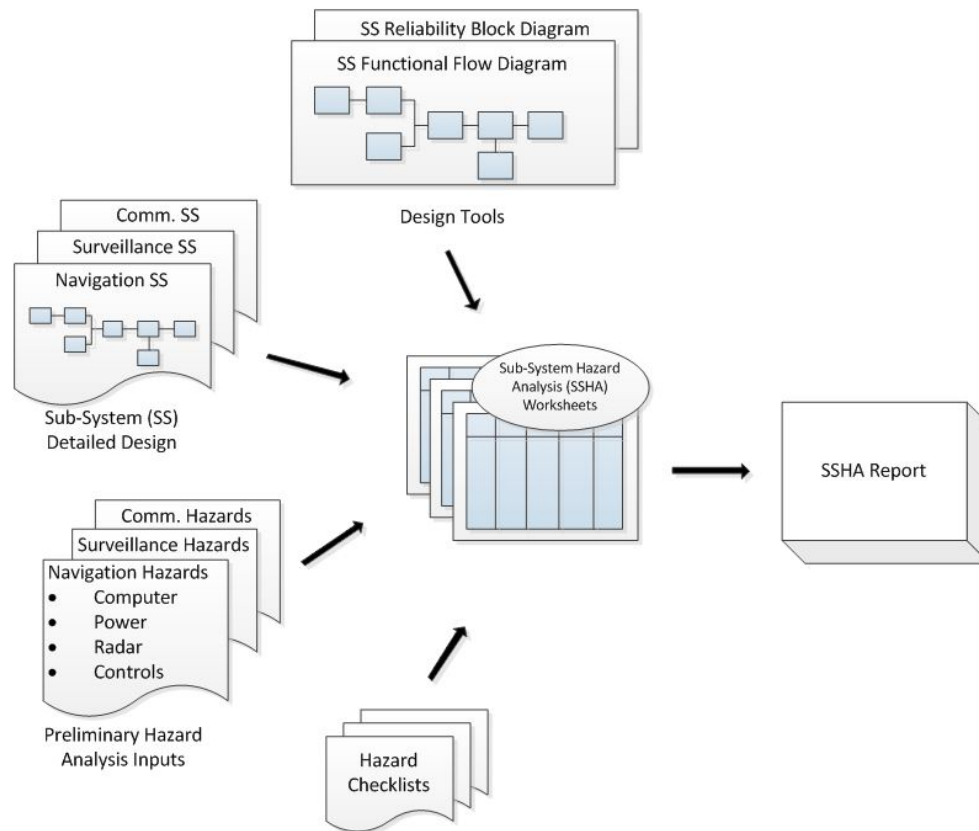 SS Reliability Block Diagram
SS Functional Flow Diagram
Design Tools
Comm. SS
Surveillance SS
Navigation SS
Sub-System (SS)
Detailed Design
Sub-System Hazard
Analysis (SSHA)
Worksheets
SSHA Report
Comm. Hazards
Surveillance Hazards
Navigation Hazards
• Computer
• Power
• Radar
• Controls
Preliminary Hazard
Analysis Inputs
Hazard
Checklists